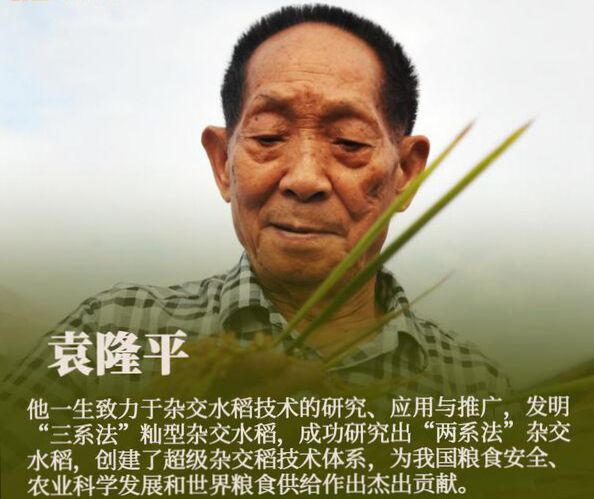 袁隆平
他一生致力于杂交水稻技术的研究、应用与推广，发明
“三系法”籼型杂交水稻，成功研究出“两系法”杂交
水稻，创建了超级杂交稻技术体系，为我国粮食安全、
农业科学发展和世界粮食供给作出杰出贡献。